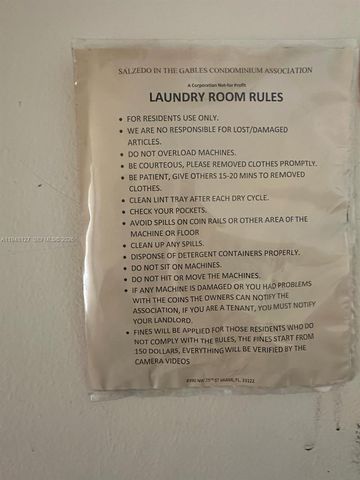 SALZEDO IN THE GABLES CONDOMINIUM ASSOCIATION
A Corporation Not-for Profit
LAUNDRY ROOM RULES
• FOR RESIDENTS USE ONLY.
• WE ARE NO RESPONSIBLE FOR LOST/DAMAGED
ARTICLES.
• DO NOT OVERLOAD MACHINES.
• BE COURTEOUS, PLEASE REMOVED CLOTHES PROMPTLY.
• BE PATIENT, GIVE OTHERS 15-20 MINS TO REMOVED
CLOTHES.
• CLEAN LINT TRAY AFTER EACH DRY CYCLE.
• CHECK YOUR POCKETS.
• AVOID SPILLS ON COIN RAILS OR OTHER AREA OF THE
MACHINE OR FLOOR
• CLEAN UP ANY SPILLS.
• DISPONSE OF DETERGENT CONTAINERS PROPERLY.
• DO NOT SIT ON MACHINES.
• DO NOT HIT OR MOVE THE MACHINES.
• IF ANY MACHINE IS DAMAGED OR YOU HAD PROBLEMS
WITH THE COINS THE OWNERS CAN NOTIFY THE
ASSOCIATION, IF YOU ARE A TENANT, YOU MUST NOTIFY
YOUR LANDLORD.
• FINES WILL BE APPLIED FOR THOSE RESIDENTS WHO DO
NOT COMPLY WITH THE RULES, THE FINES START FROM
150 DOLLARS, EVERYTHING WILL BE VERIFIED BY THE
CAMERA VIDEOS
ST MIAMI, FL. 33122